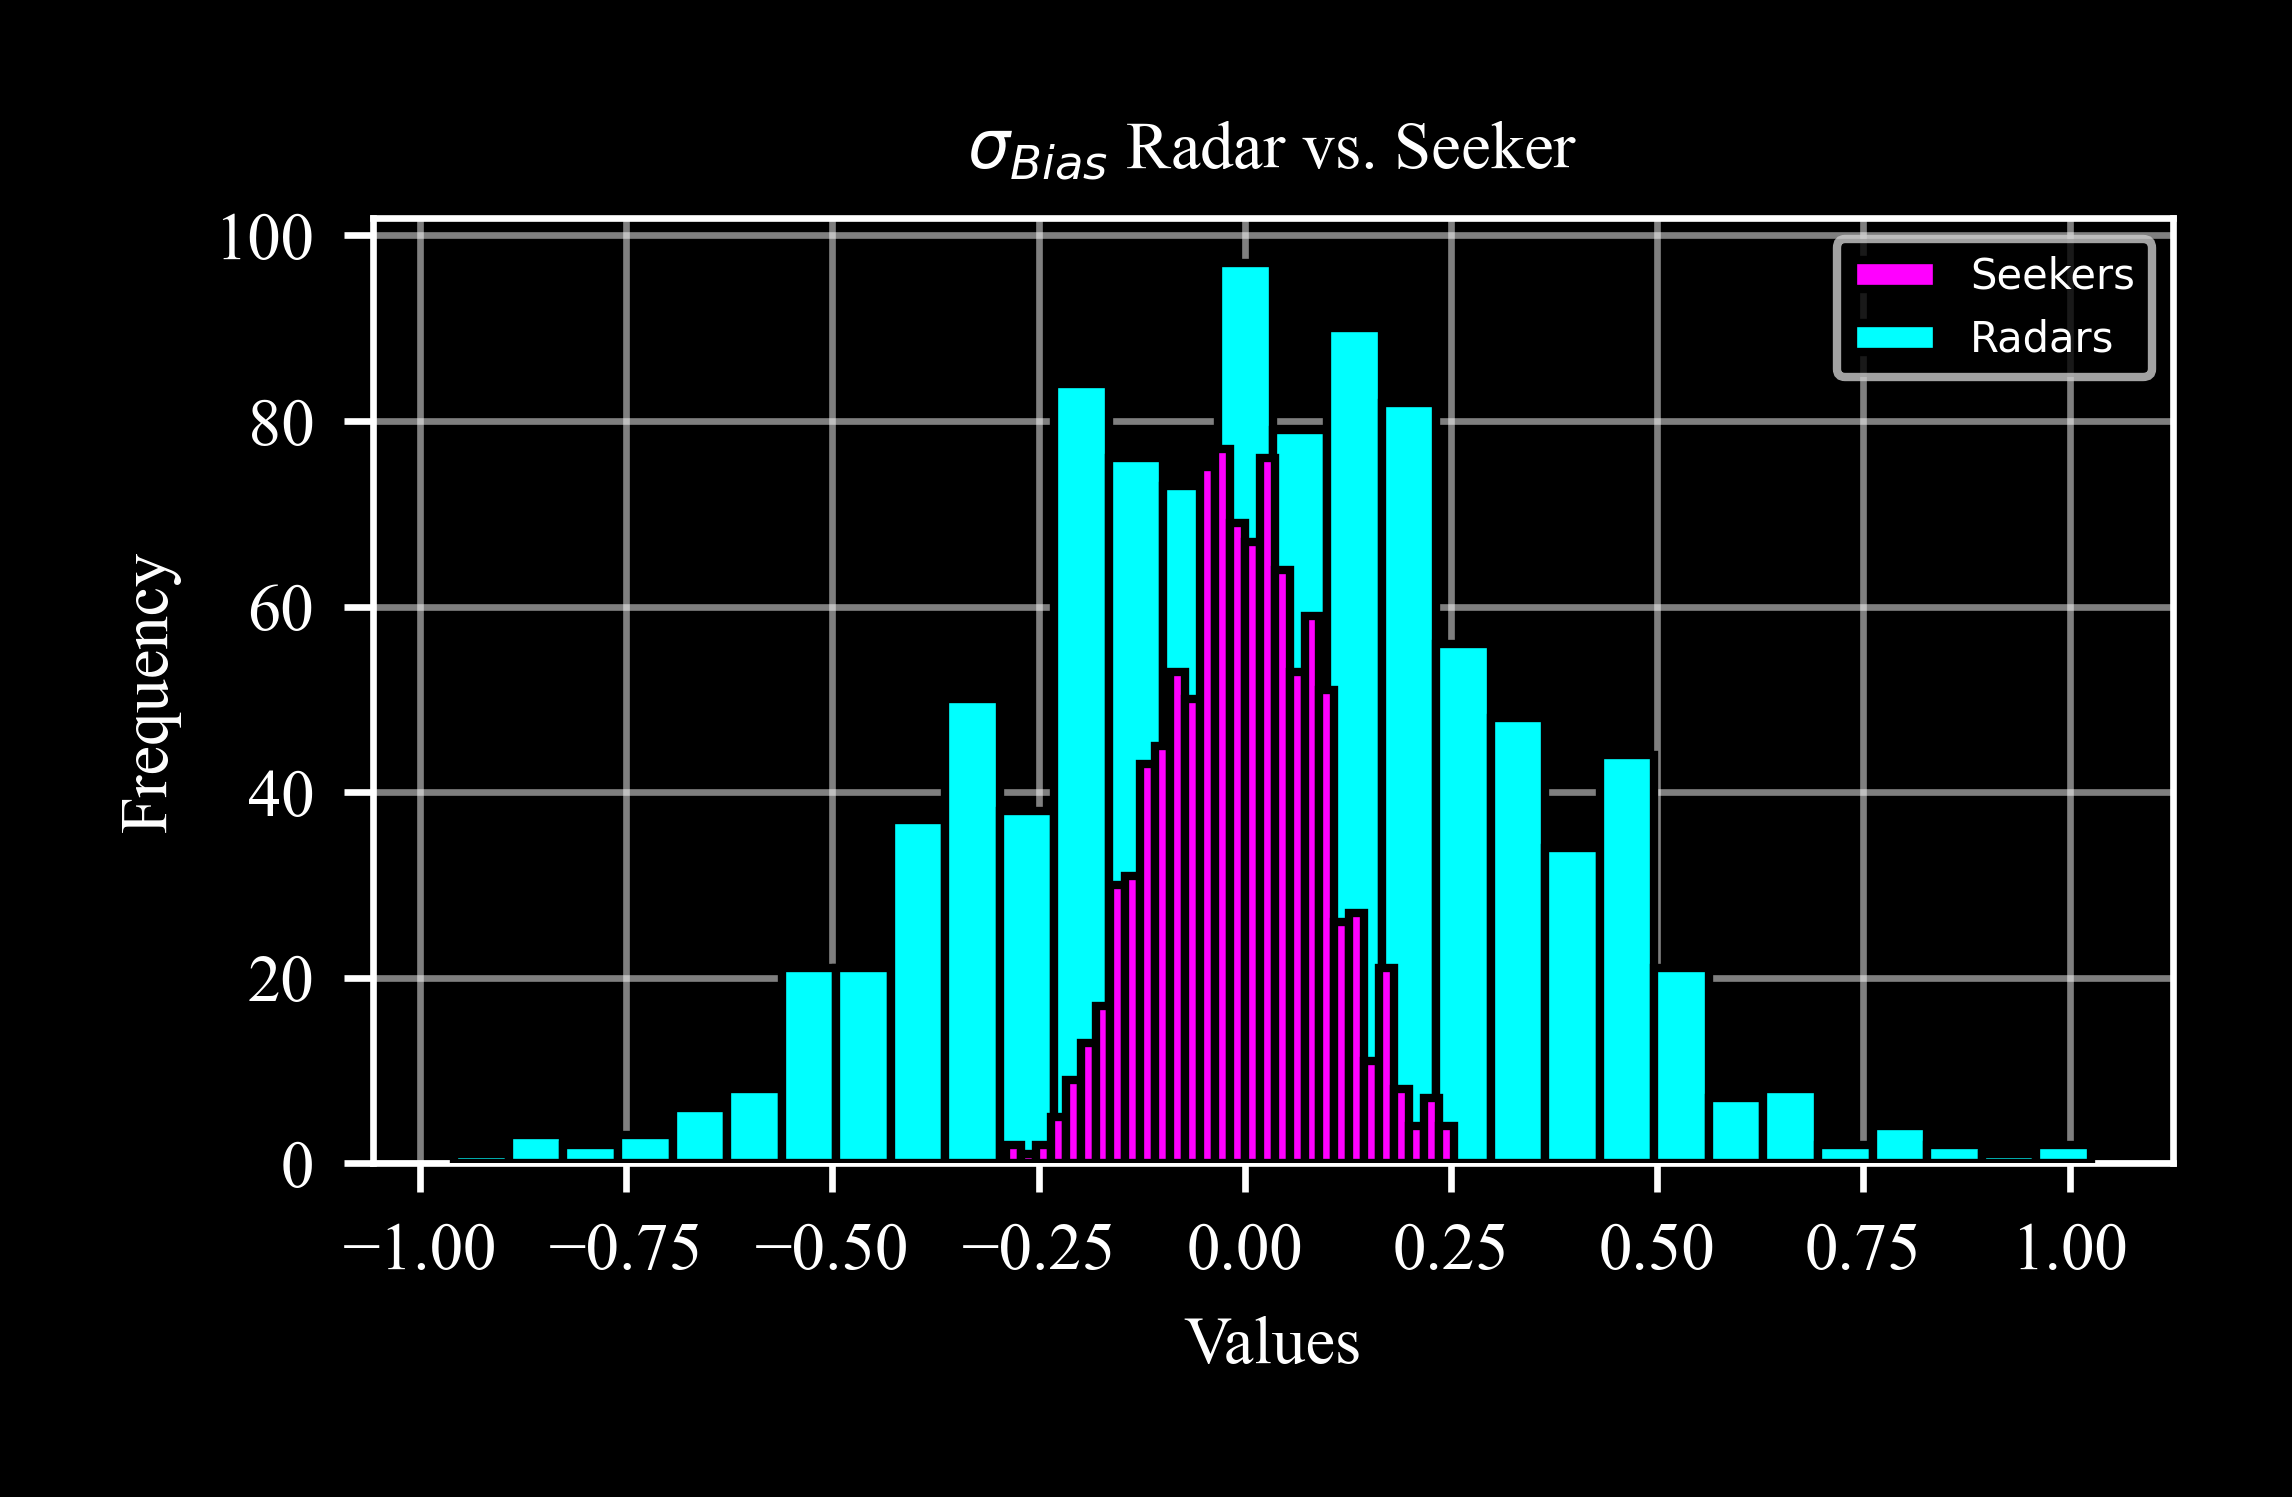 σBias Radar vs. Seeker
100
80
60
40
20
0
Frequency
Seekers
Radars
−1.00 −0.75 −0.50 −0.25 0.00 0.25 0.50 0.75 1.00
Values